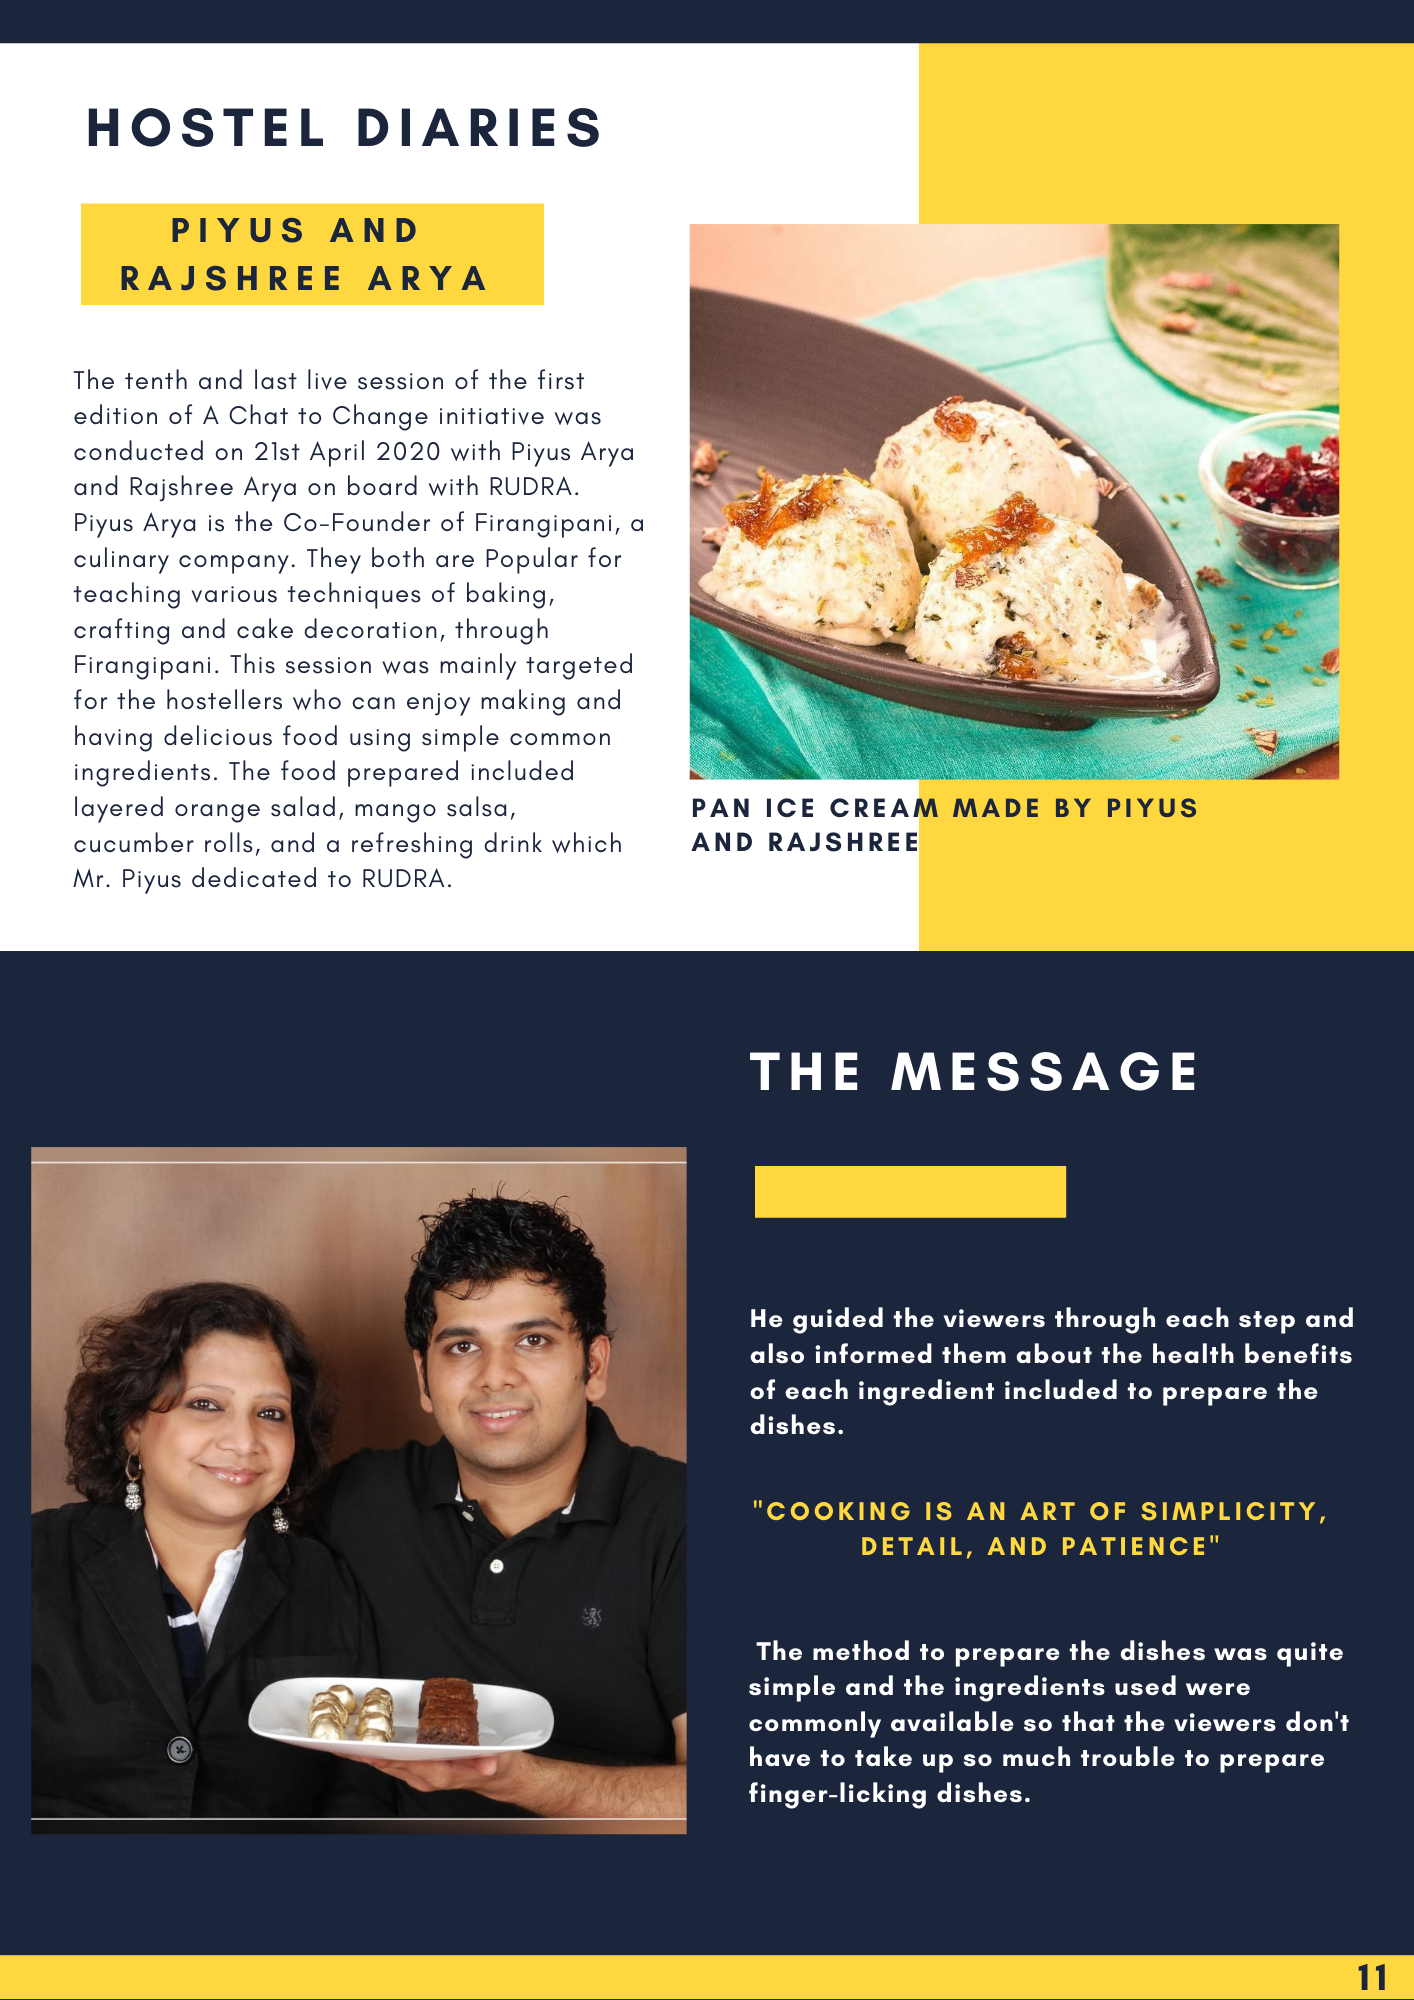 HOSTEL DIARIES
PIYUS AND
RAJSHREE ARYA
The tenth and last live session of the first
edition of A Chat to Change initiative was
conducted on 21st April 2020 with Piyus Arya
and Rajshree Arya on board with RUDRA.
Piyus Arya is the Co-Founder of Firangipani, a
culinary company. They both are Popular for
teaching various techniques of baking,
crafting and cake decoration, through
Firangipani. This session was mainly targeted
for the hostellers who can enjoy making and
having delicious food using simple common
ingredients. The food prepared included
layered orange salad, mango salsa,
cucumber rolls, and a refreshing drink which
Mr. Piyus dedicated to RUDRA.
PAN ICE CREAM MADE BY PIYUS
AND RAJSHREE
THE MESSAGE
He guided the viewers through each step and
also informed them about the health benefits
of each ingredient included to prepare the
dishes.
"COOKING IS AN ART OF SIMPLICITY,
DETAIL, AND PATIENCE"
The method to prepare the dishes was quite
simple and the ingredients used were
commonly available so that the viewers don't
have to take up so much trouble to prepare
finger-licking dishes.
11